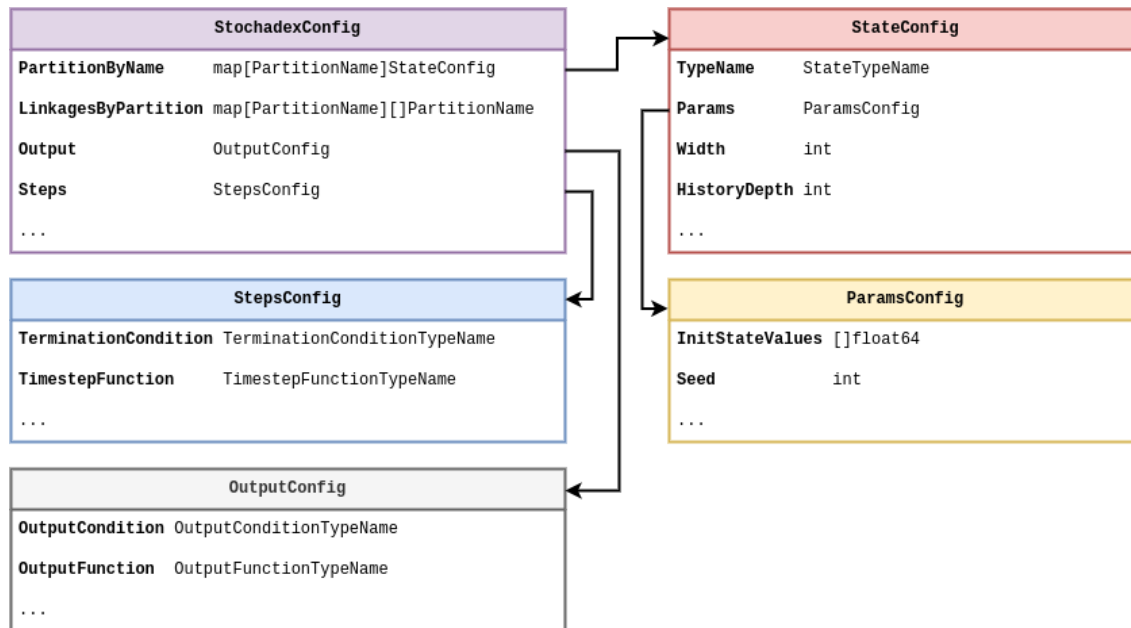 StochadexConfig
PartitionByName map[PartitionName]StateConfig
LinkagesByPartition map[PartitionName][]PartitionName
Output OutputConfig
Steps StepsConfig
...
StateConfig
TypeName StateTypeName
Params ParamsConfig
Width int
HistoryDepth int
...
StepsConfig
TerminationCondition TerminationConditionTypeName
TimestepFunction TimestepFunctionTypeName
...
ParamsConfig
InitStateValues []float64
Seed int
...
OutputConfig
OutputCondition OutputConditionTypeName
OutputFunction OutputFunctionTypeName
...